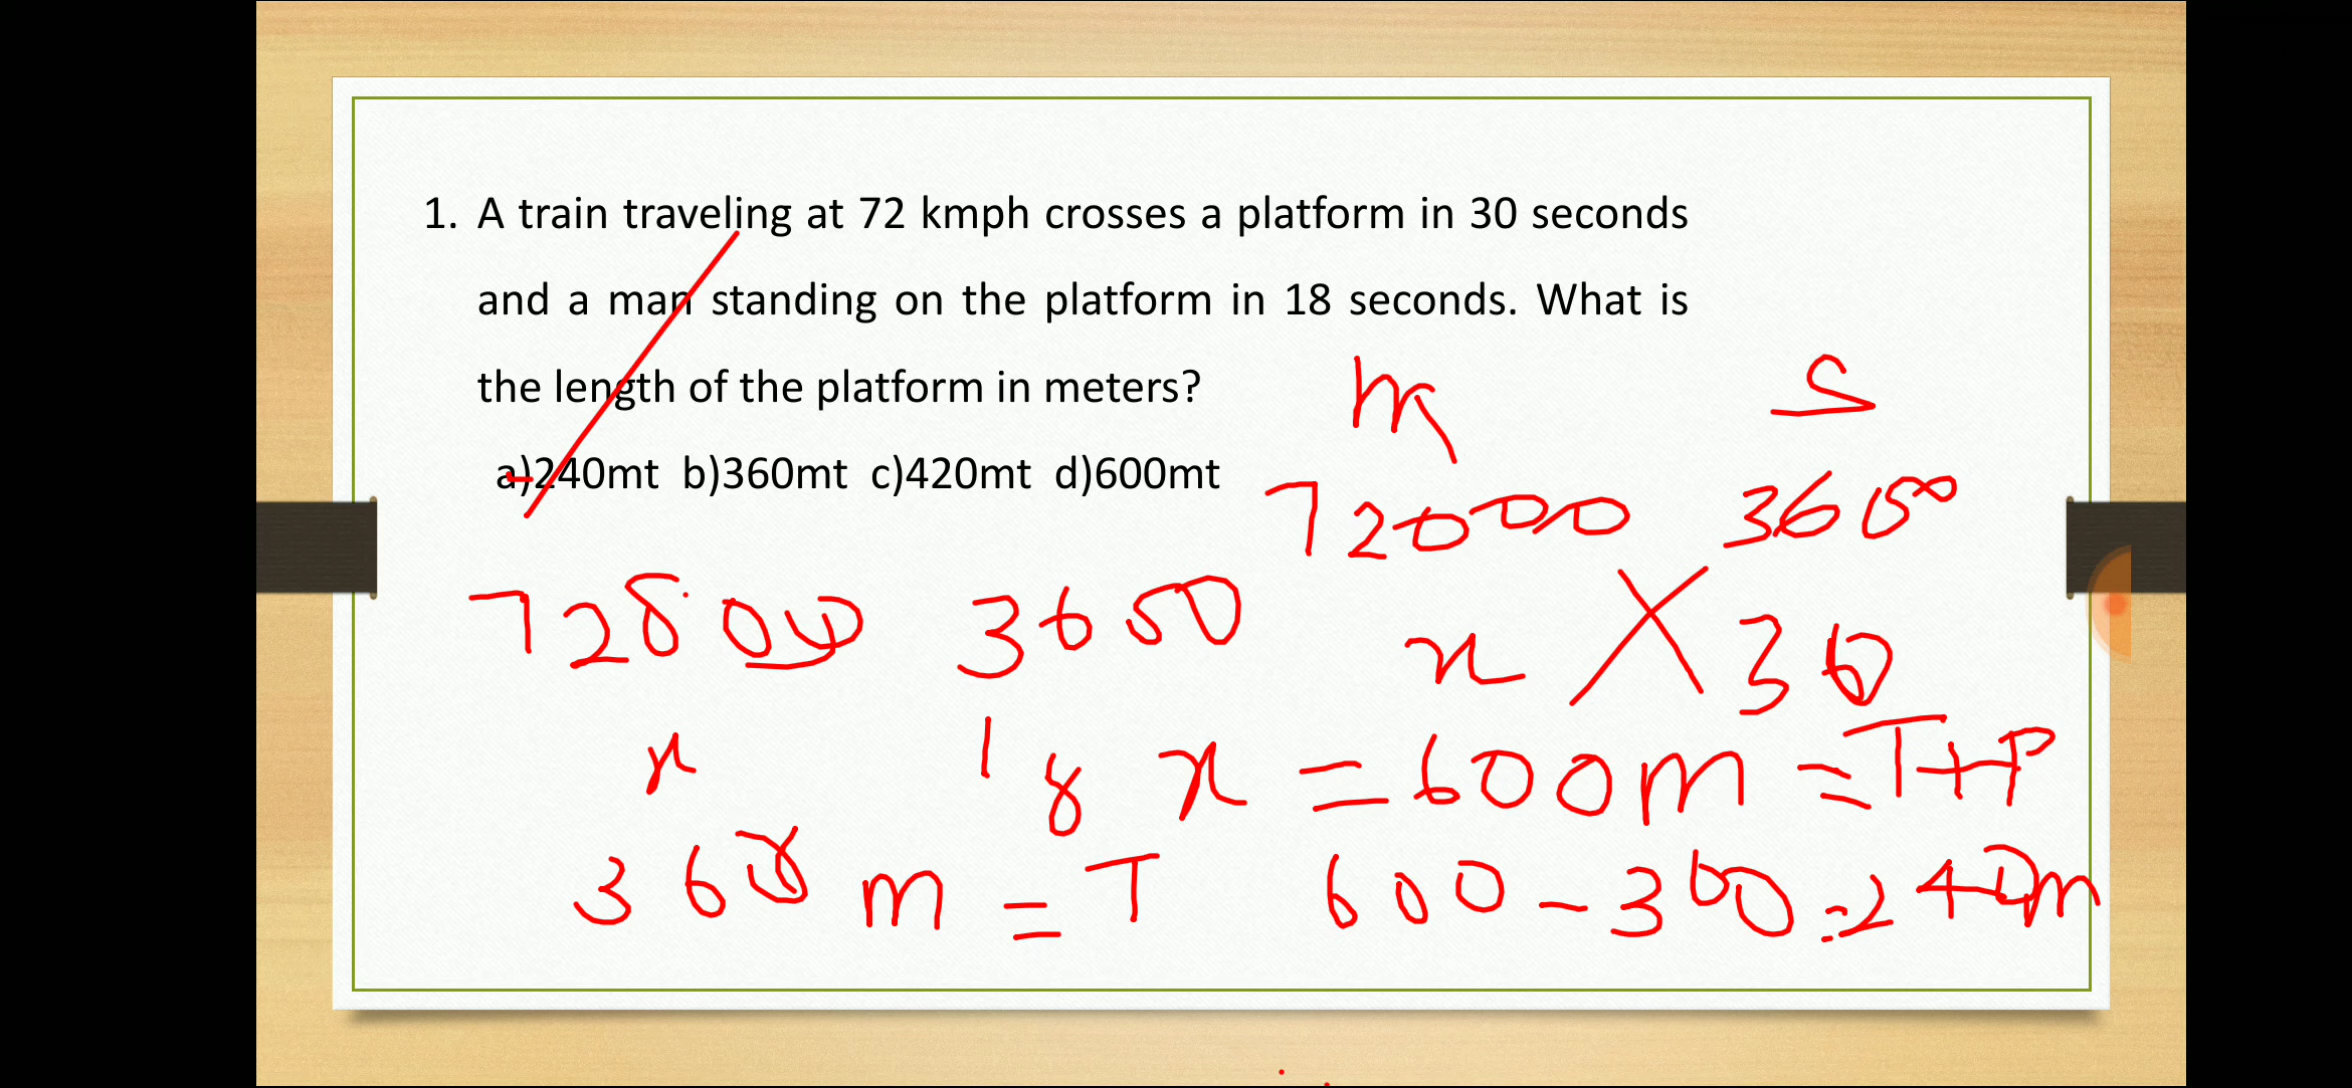 1. A train traveling at 72 kmph crosses a platform in 30 seconds
and a man standing on the platform in 18 seconds. What is
the length of the platform in meters?
a)240mt b)360mt c)420mt d)600mt
m s
72000 3600
x 30
72000 3600
x 18
x = 600m = T+P
360 m = T
600 - 360 = 240m